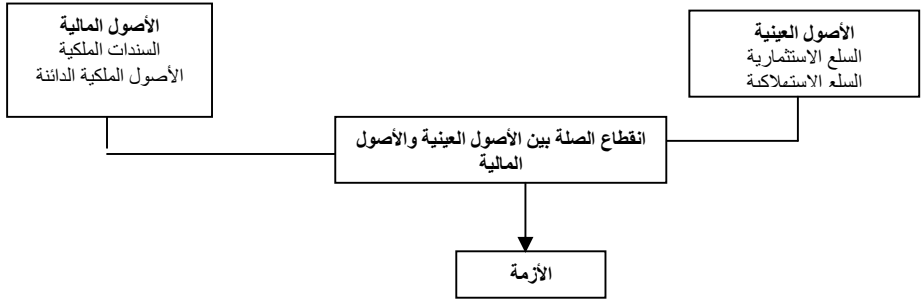 الأصول العينية
السلع الاستثمارية
السلع الاستهلاكية
الأصول المالية
السندات الملكية
الأصول الملكية الدائنة
انقطاع الصلة بين الأصول العينية والأصول
المالية
الأزمة